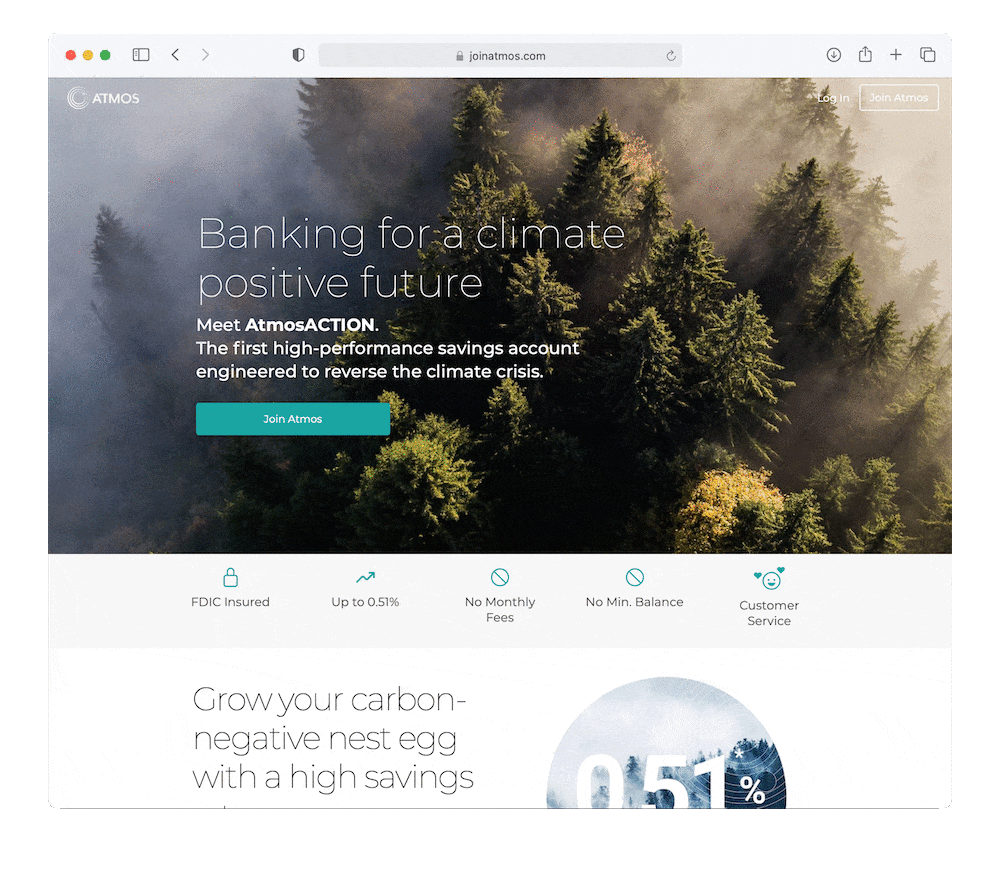 joinatmos.com
ATMOS
Log In
Join Atmos
Banking for a climate
positive future
Meet AtmosACTION.
The first high-performance savings account
engineered to reverse the climate crisis.
Join Atmos
FDIC Insured
Up to 0.51%
No Monthly
Fees
No Min. Balance
Customer
Service
Grow your carbon-
negative nest egg
with a high savings
0.51*%